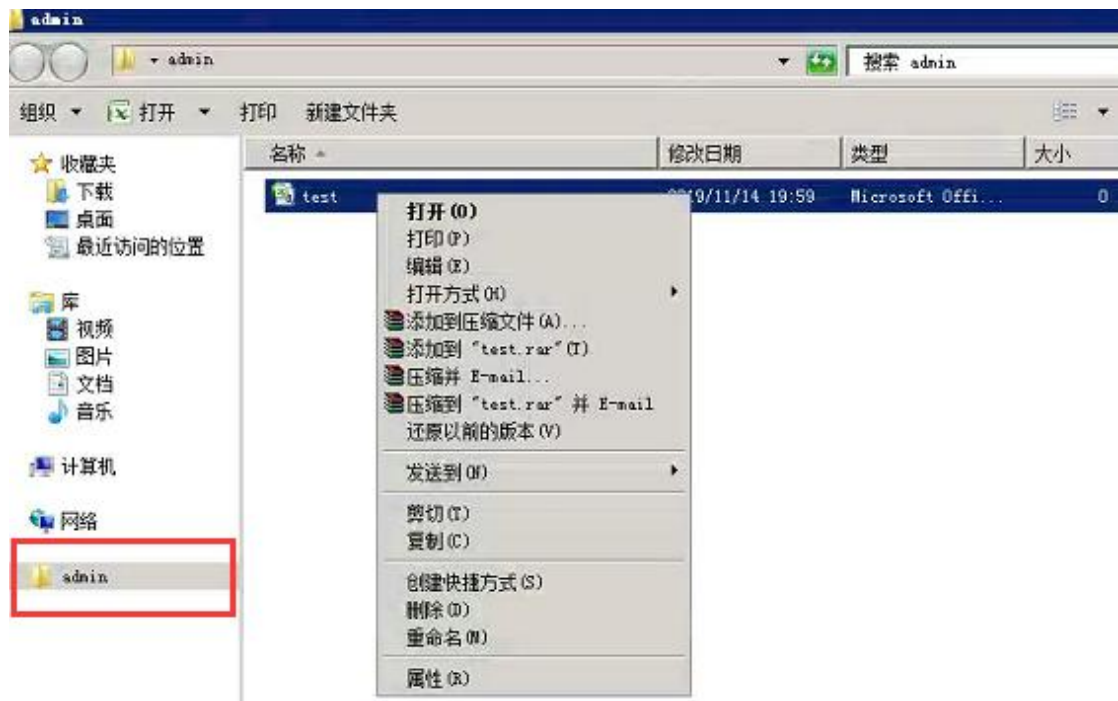 admin
admin
搜索 admin
组织 打开 打印 新建文件夹
名称 修改日期 类型 大小
收藏夹
下载
桌面
最近访问的位置
库
视频
图片
文档
音乐
计算机
网络
admin
test 19/11/14 19:59 Microsoft Offi... 0
打开(O)
打印(P)
编辑(E)
打开方式(H)
添加到压缩文件(A)...
添加到 "test.rar"(T)
压缩并 E-mail...
压缩到 "test.rar" 并 E-mail
还原以前的版本(V)
发送到(N)
剪切(T)
复制(C)
创建快捷方式(S)
删除(D)
重命名(M)
属性(R)